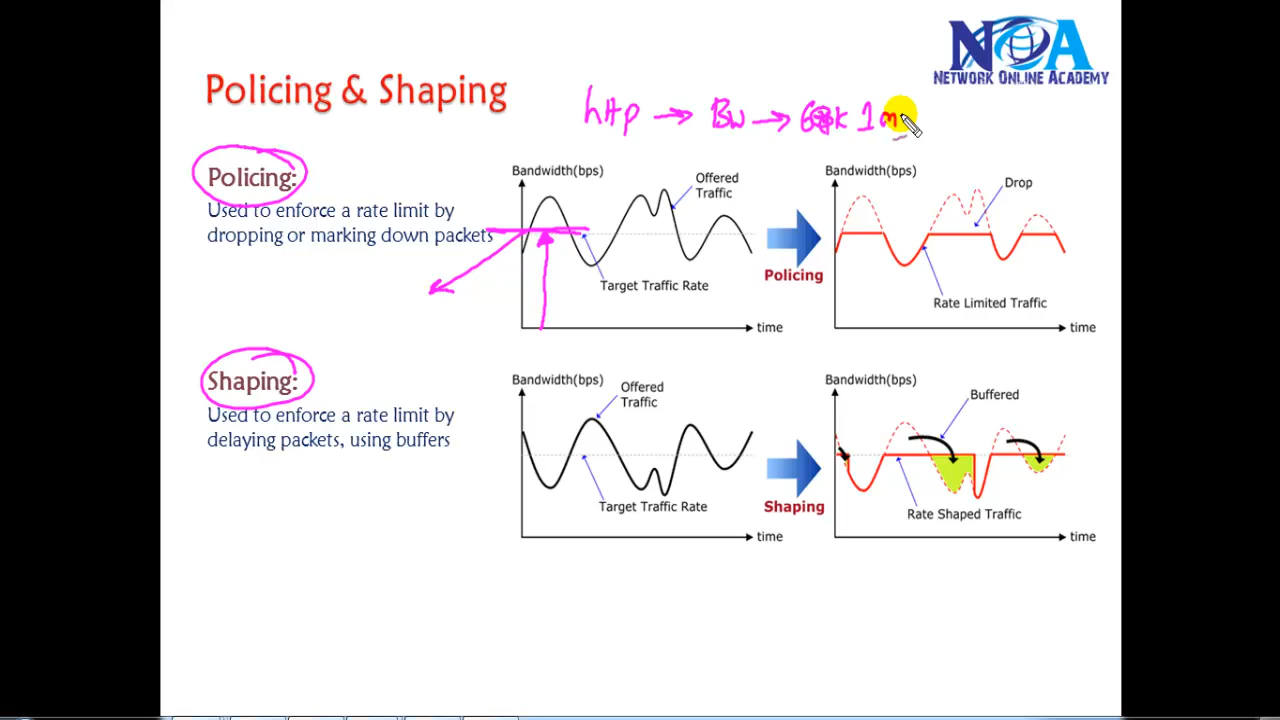 NOA
NETWORK ONLINE ACADEMY
Policing & Shaping
http → BW → 1m
Policing:
Used to enforce a rate limit by
dropping or marking down packets
Bandwidth(bps)
Offered
Traffic
Target Traffic Rate
time
Policing
Bandwidth(bps)
Drop
Rate Limited Traffic
time
Shaping:
Used to enforce a rate limit by
delaying packets, using buffers
Bandwidth(bps)
Offered
Traffic
Target Traffic Rate
time
Shaping
Bandwidth(bps)
Buffered
Rate Shaped Traffic
time